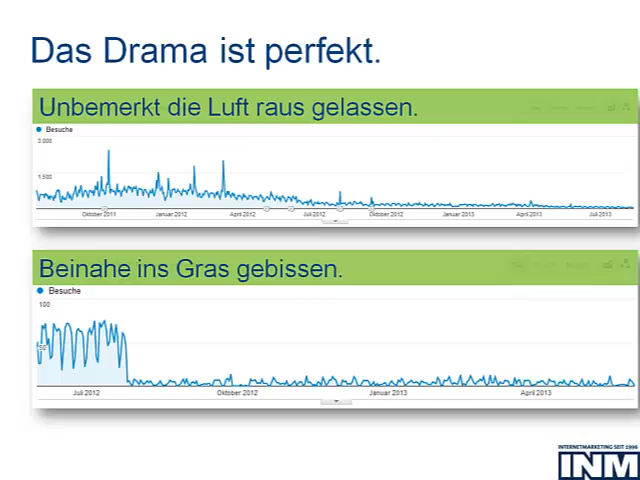 Das Drama ist perfekt.
Unbemerkt die Luft raus gelassen.
Besuche
3.000
1.500
Oktober 2011 Januar 2012 April 2012 Juli 2012 Oktober 2012 Januar 2013 April 2013 Juli 2013
Beinahe ins Gras gebissen.
Besuche
100
50
Juli 2012 Oktober 2012 Januar 2013 April 2013
INTERNETMARKETING SEIT 1996
INM